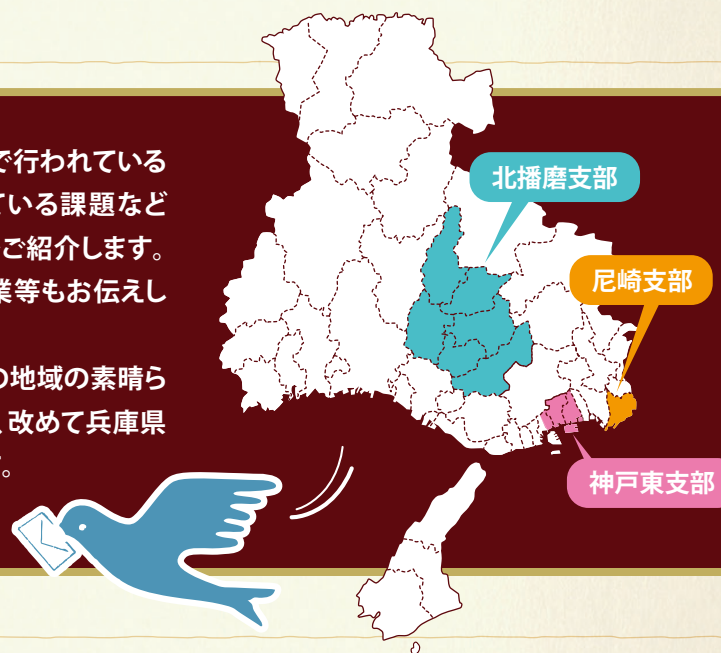 で行われている
ている課題など
ご紹介します。
業等もお伝えし
の地域の素晴ら
、改めて兵庫県
。
北播磨支部
尼崎支部
神戸東支部